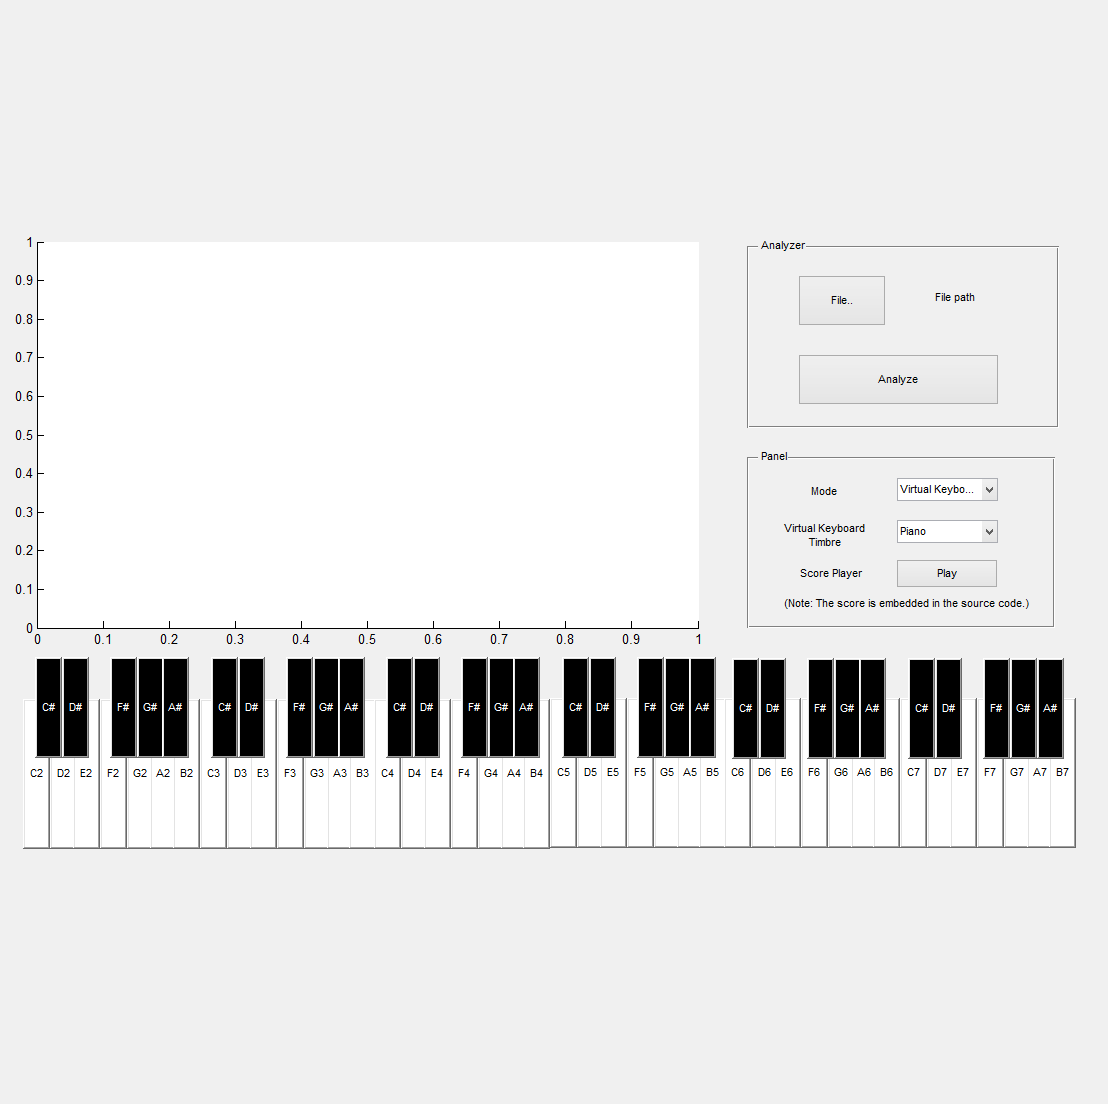 1
0.9
0.8
0.7
0.6
0.5
0.4
0.3
0.2
0.1
0
0 0.1 0.2 0.3 0.4 0.5 0.6 0.7 0.8 0.9 1
Analyzer
File.. File path
Analyze
Panel
Mode Virtual Keybo...
Virtual Keyboard
Timbre
Piano
Score Player Play
(Note: The score is embedded in the source code.)
C# D# F# G# A# C# D# F# G# A# C# D# F# G# A# C# D# F# G# A# C# D# F# G# A# C# D# F# G# A#
C2 D2 E2 F2 G2 A2 B2 C3 D3 E3 F3 G3 A3 B3 C4 D4 E4 F4 G4 A4 B4 C5 D5 E5 F5 G5 A5 B5 C6 D6 E6 F6 G6 A6 B6 C7 D7 E7 F7 G7 A7 B7